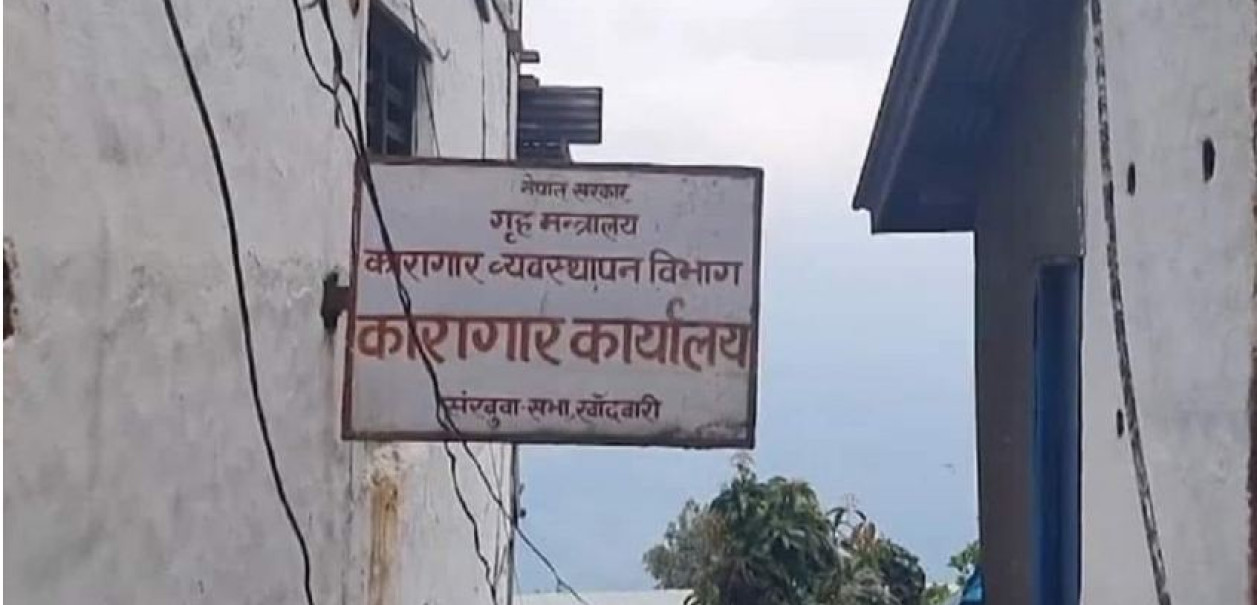 नेपाल सरकार
गृह मन्त्रालय
कारागार व्यवस्थापन विभाग
कारागार कार्यालय
संखुवा-सभा, खाँदबारी